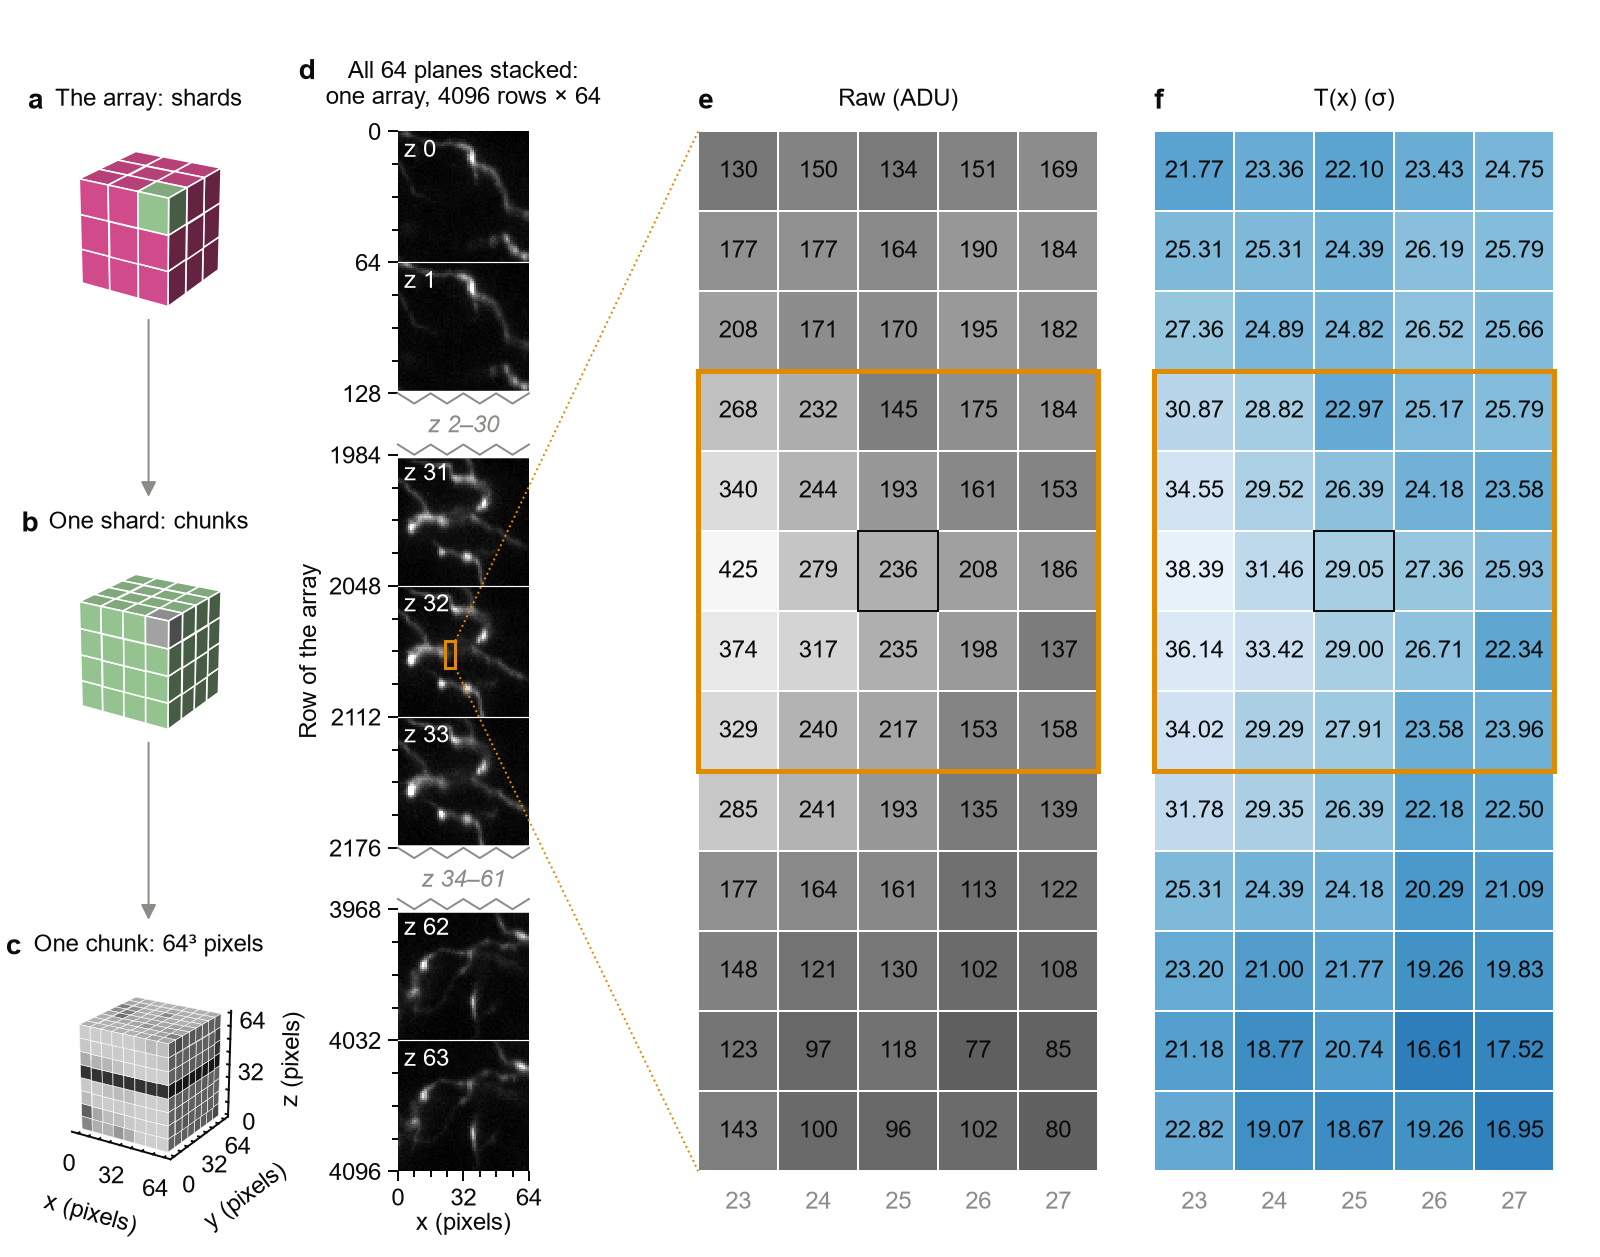 a The array: shards
b One shard: chunks
c One chunk: 64³ pixels
64
32
0
z (pixels)
0
32
64
x (pixels)
0
32
64
y (pixels)
d All 64 planes stacked:
one array, 4096 rows × 64
Row of the array
0
z 0
64
z 1
128
z 2–30
1984
z 31
2048
z 32
2112
z 33
2176
z 34–61
3968
z 62
4032
z 63
4096
0 32 64
x (pixels)
e Raw (ADU)
130 150 134 151 169
177 177 164 190 184
208 171 170 195 182
268 232 145 175 184
340 244 193 161 153
425 279 236 208 186
374 317 235 198 137
329 240 217 153 158
285 241 193 135 139
177 164 161 113 122
148 121 130 102 108
123 97 118 77 85
143 100 96 102 80
23 24 25 26 27
f T(x) (σ)
21.77 23.36 22.10 23.43 24.75
25.31 25.31 24.39 26.19 25.79
27.36 24.89 24.82 26.52 25.66
30.87 28.82 22.97 25.17 25.79
34.55 29.52 26.39 24.18 23.58
38.39 31.46 29.05 27.36 25.93
36.14 33.42 29.00 26.71 22.34
34.02 29.29 27.91 23.58 23.96
31.78 29.35 26.39 22.18 22.50
25.31 24.39 24.18 20.29 21.09
23.20 21.00 21.77 19.26 19.83
21.18 18.77 20.74 16.61 17.52
22.82 19.07 18.67 19.26 16.95
23 24 25 26 27